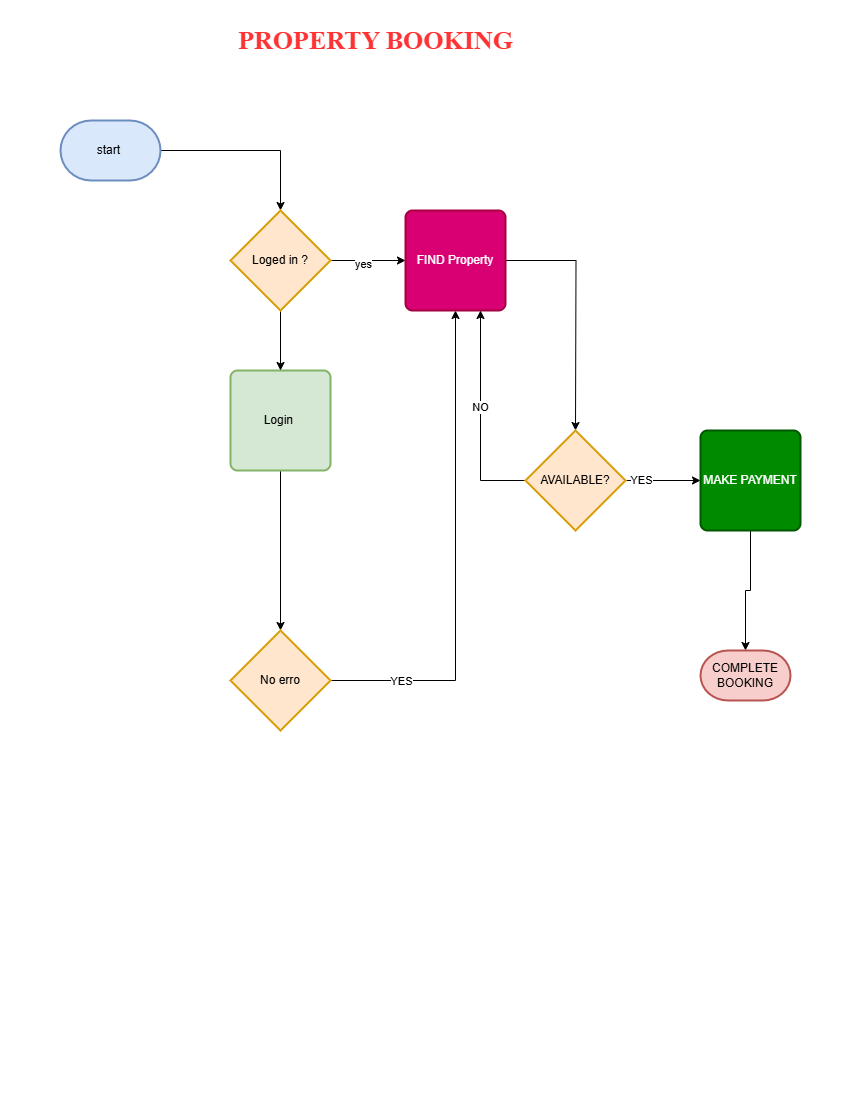 PROPERTY BOOKING
start
Loged in ?
yes
FIND Property
Login
NO
AVAILABLE?
YES
MAKE PAYMENT
No erro
YES
COMPLETE
BOOKING